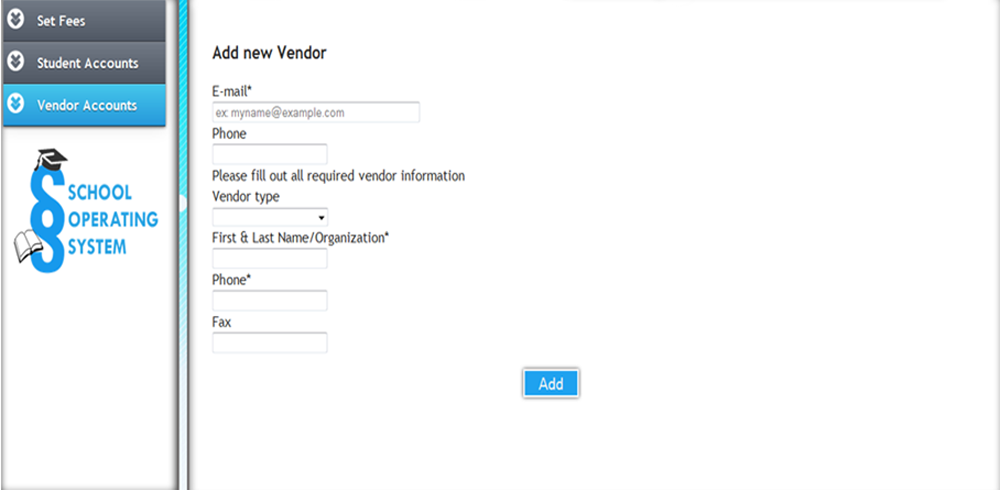 Set Fees
Student Accounts
Vendor Accounts
SCHOOL
OPERATING
SYSTEM
Add new Vendor
E-mail*
ex: myname@example.com
Phone
Please fill out all required vendor information
Vendor type
First & Last Name/Organization*
Phone*
Fax
Add